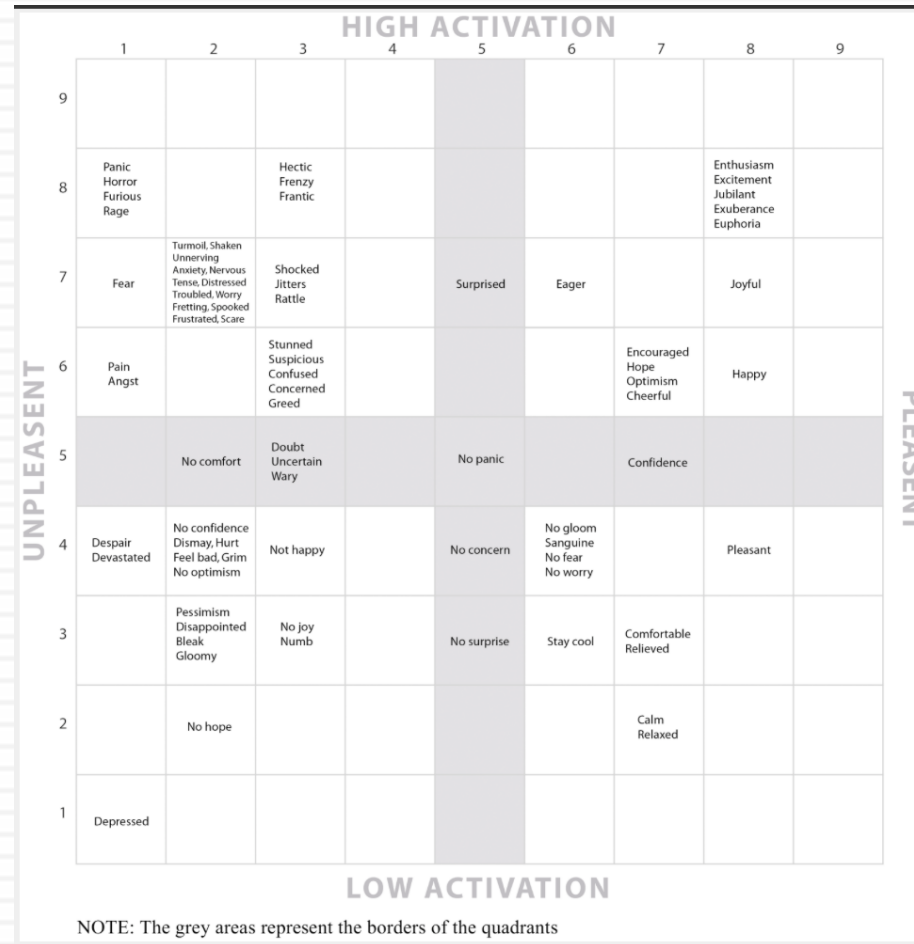 HIGH ACTIVATION
1 2 3 4 5 6 7 8 9
9
8
Panic
Horror
Furious
Rage
Hectic
Frenzy
Frantic
Enthusiasm
Excitement
Jubilant
Exuberance
Euphoria
7
Fear
Turmoil, Shaken
Unnerving
Anxiety, Nervous
Tense, Distressed
Troubled, Worry
Fretting, Spooked
Frustrated, Scare
Shocked
Jitters
Rattle
Surprised
Eager
Joyful
6
Pain
Angst
Stunned
Suspicious
Confused
Concerned
Greed
Encouraged
Hope
Optimism
Cheerful
Happy
UNPLEASENT
PLEASENT
5
No comfort
Doubt
Uncertain
Wary
No panic
Confidence
4
Despair
Devastated
No confidence
Dismay, Hurt
Feel bad, Grim
No optimism
Not happy
No concern
No gloom
Sanguine
No fear
No worry
Pleasant
3
Pessimism
Disappointed
Bleak
Gloomy
No joy
Numb
No surprise
Stay cool
Comfortable
Relieved
2
No hope
Calm
Relaxed
1
Depressed
LOW ACTIVATION
NOTE: The grey areas represent the borders of the quadrants